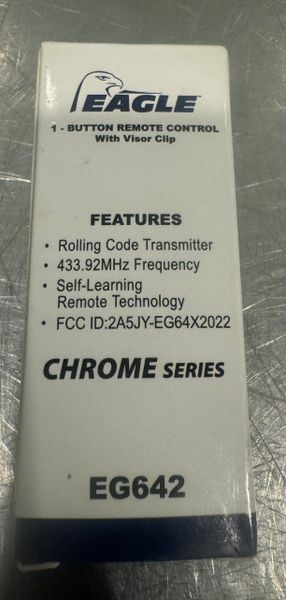 EAGLE™
1 - BUTTON REMOTE CONTROL
With Visor Clip
FEATURES
• Rolling Code Transmitter
• 433.92MHz Frequency
• Self-Learning
Remote Technology
• FCC ID:2A5JY-EG64X2022
CHROME SERIES
EG642